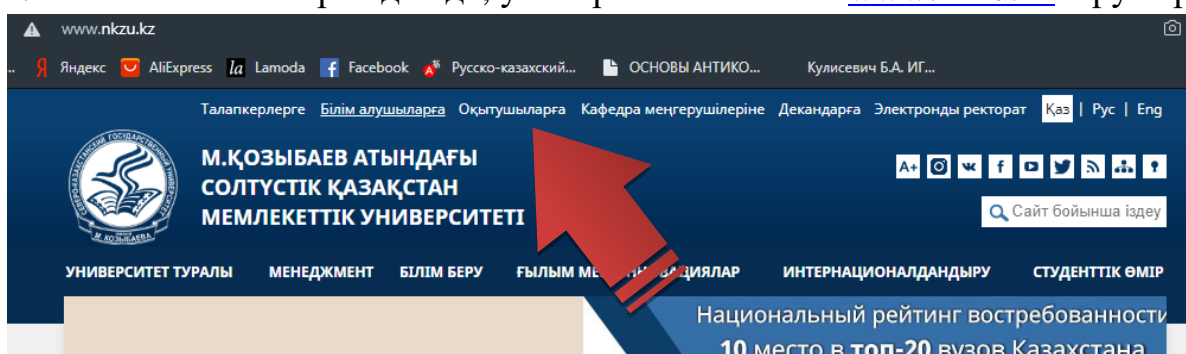 www.nkzu.kz
Яндекс AliExpress la Lamoda Facebook Русско-казахский... ОСНОВЫ АНТИКО... Кулисевич Б.А. ИГ...
Талапкерлерге Білім алушыларға Оқытушыларға Кафедра меңгерушілеріне Декандарға Электронды ректорат Қаз | Рус | Eng
М.ҚОЗЫБАЕВ АТЫНДАҒЫ
СОЛТҮСТІК ҚАЗАҚСТАН
МЕМЛЕКЕТТІК УНИВЕРСИТЕТІ
A+
Сайт бойынша іздеу
УНИВЕРСИТЕТ ТУРАЛЫ МЕНЕДЖМЕНТ БІЛІМ БЕРУ ҒЫЛЫМ ИНТЕРНАЦИОНАЛДАНДЫРУ СТУДЕНТТІК ӨМІР
Национальный рейтинг востребованности
10 место в топ-20 вузов Казахстана